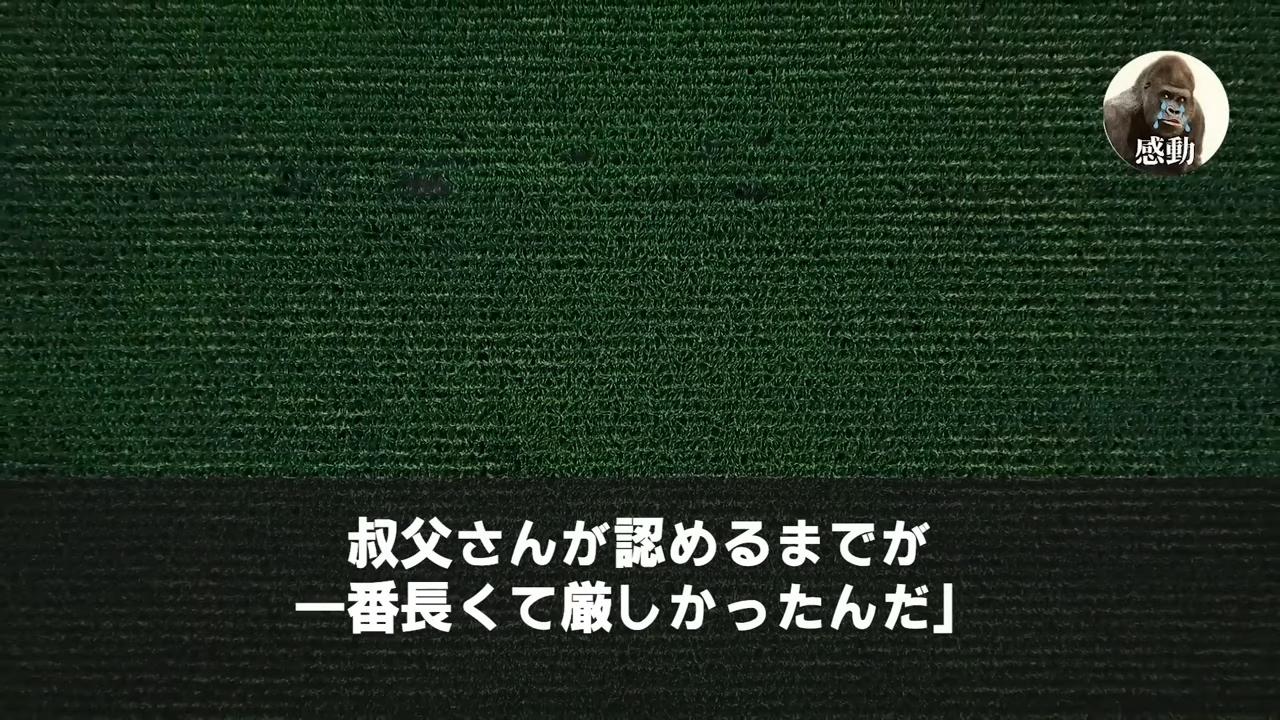 感動
叔父さんが認めるまでが
一番長くて厳しかったんだ」